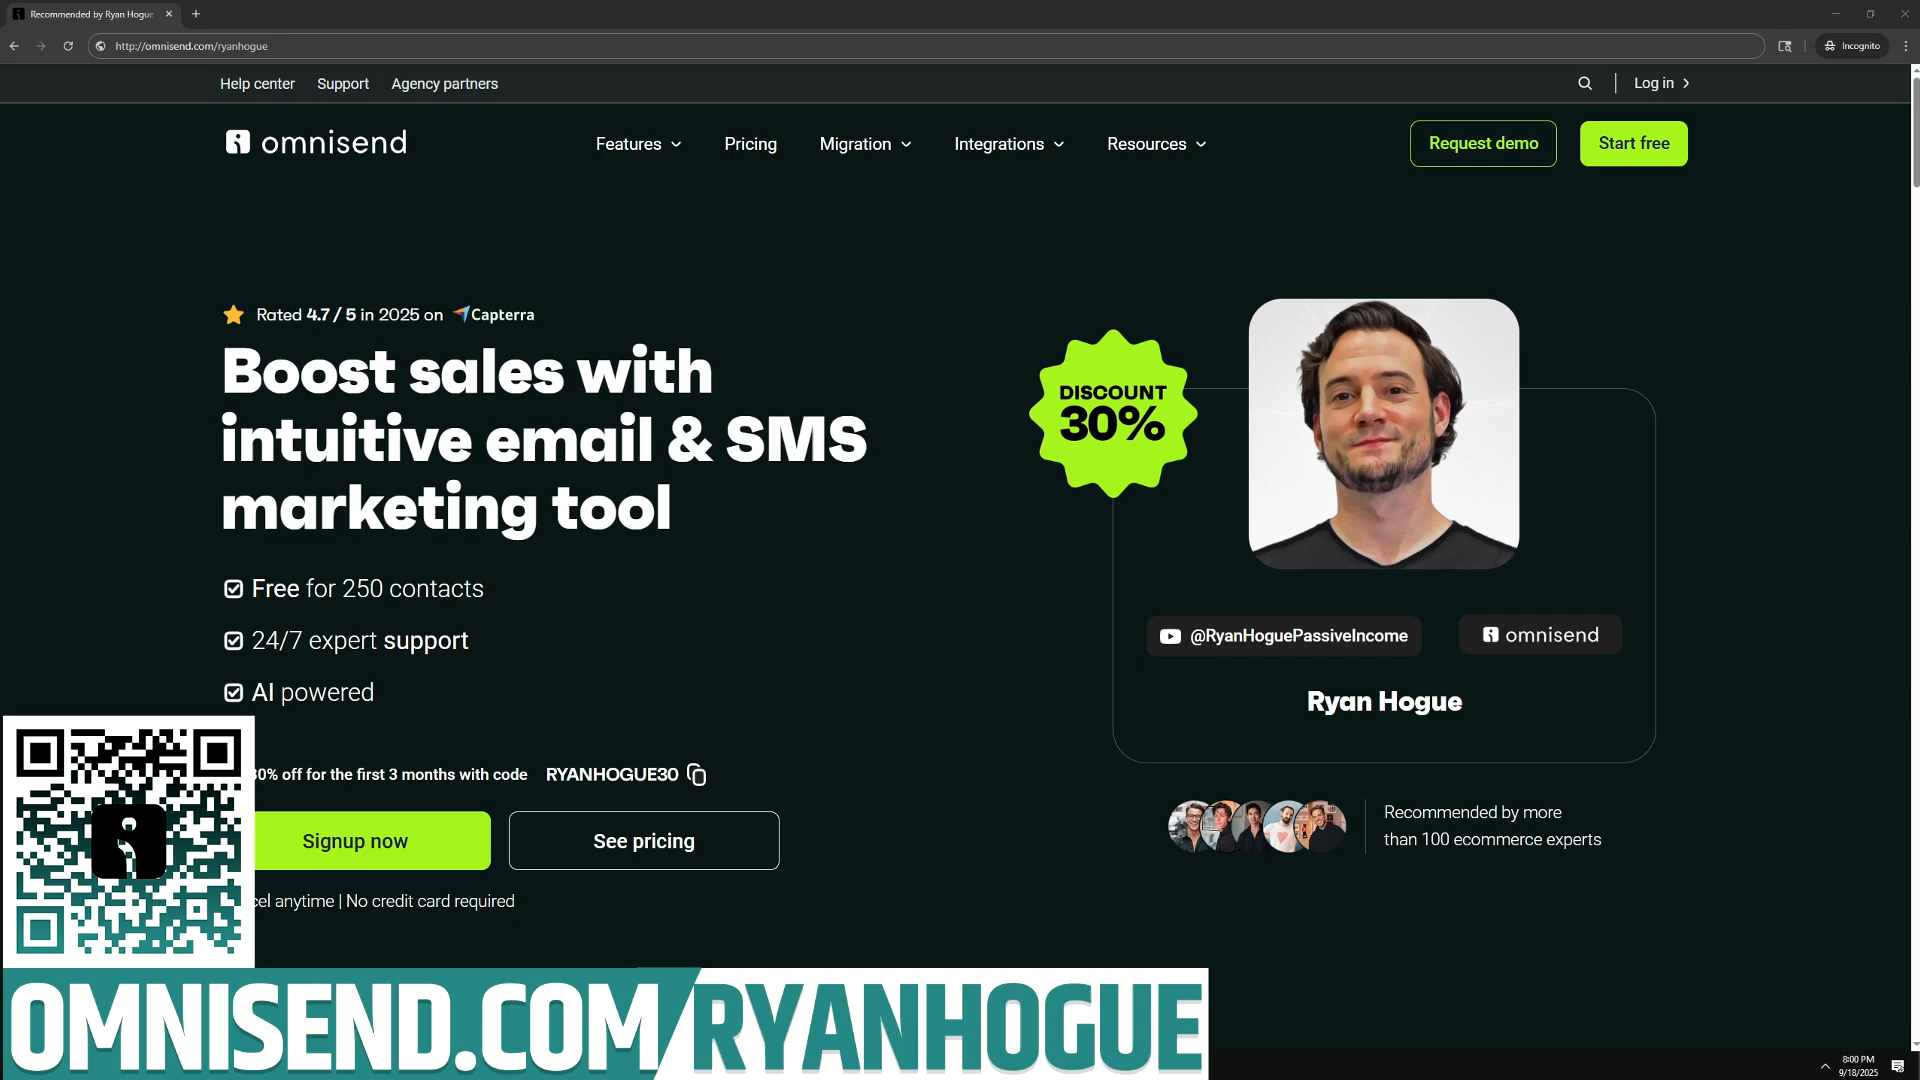 Recommended by Ryan Hogue
http://omnisend.com/ryanhogue
Incognito
Help center Support Agency partners
Log in
omnisend
Features Pricing Migration Integrations Resources
Request demo Start free
Rated 4.7 / 5 in 2025 on Capterra
Boost sales with
intuitive email & SMS
marketing tool
Free for 250 contacts
24/7 expert support
AI powered
30% off for the first 3 months with code RYANHOGUE30
Signup now See pricing
cel anytime | No credit card required
DISCOUNT
30%
@RyanHoguePassiveIncome omnisend
Ryan Hogue
Recommended by more
than 100 ecommerce experts
OMNISEND.COM/RYANHOGUE
8:00 PM
9/18/2025